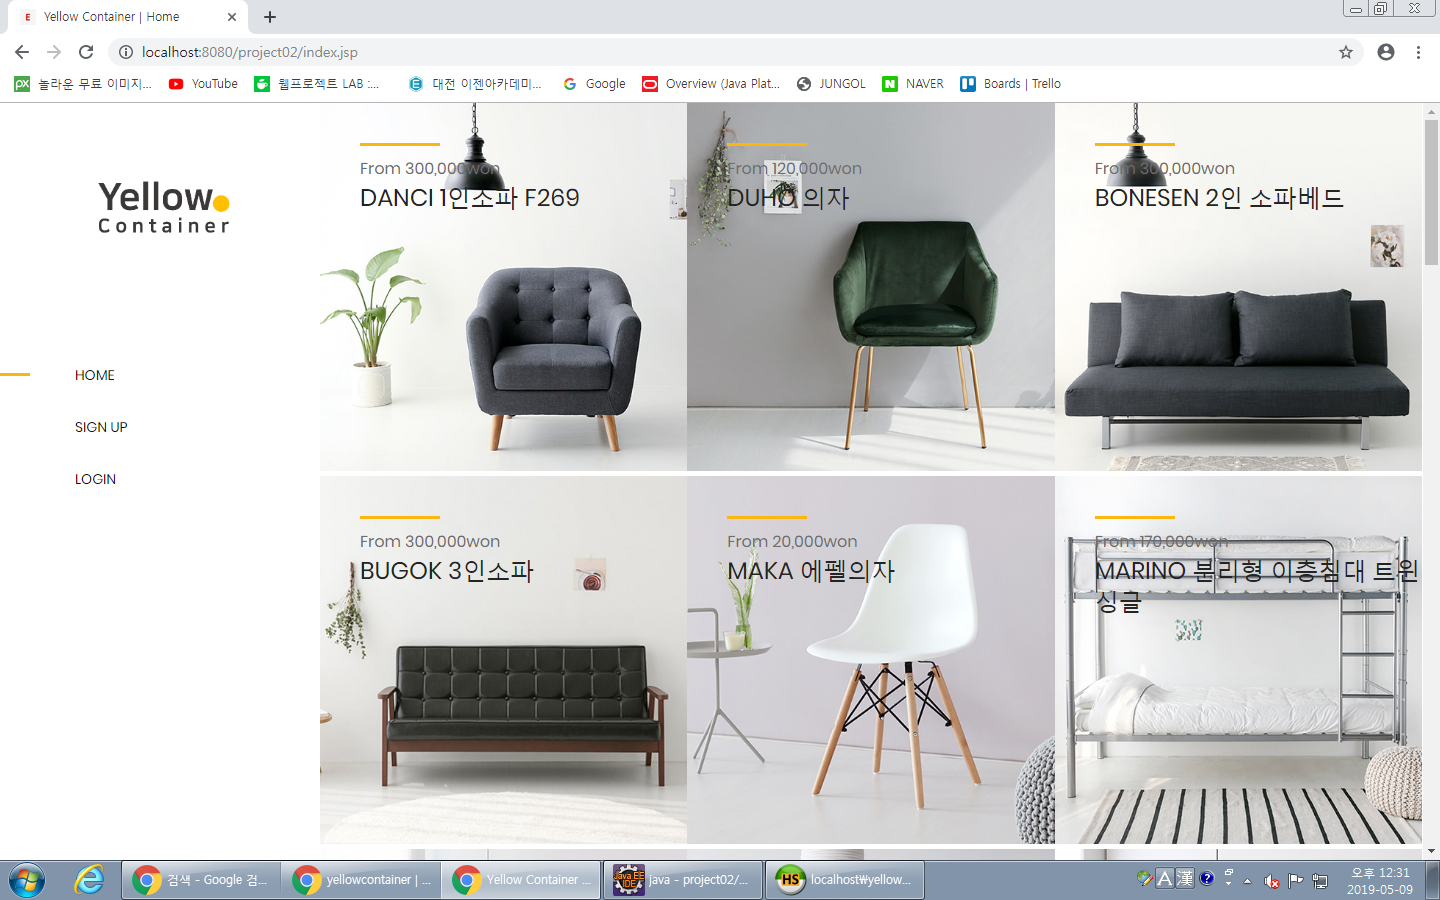 Yellow Container | Home
localhost:8080/project02/index.jsp
놀라운 무료 이미지...
YouTube
웹프로젝트 LAB :...
대전 이젠아카데미...
Google
Overview (Java Plat...
JUNGOL
NAVER
Boards | Trello
Yellow
Container
HOME
SIGN UP
LOGIN
From 300,000won
DANCI 1인소파 F269
From 120,000won
DUHO 의자
From 300,000won
BONESEN 2인 소파베드
From 300,000won
BUGOK 3인소파
From 20,000won
MAKA 에펠의자
From 170,000won
MARINO 분리형 이층침대 트윈
싱글
검색 - Google 검...
yellowcontainer | ...
Yellow Container ...
Java EE
IDE
java - project02/...
HS
localhost₩yellow...
A 漢
오후 12:31
2019-05-09